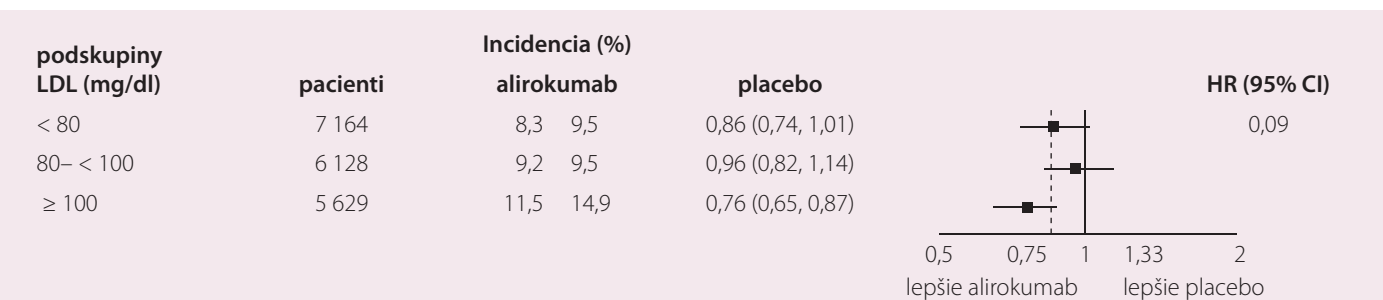 Incidencia (%)
podskupiny
LDL (mg/dl) pacienti alirokumab placebo HR (95% CI)
< 80 7 164 8,3 9,5 0,86 (0,74, 1,01) 0,09
80– < 100 6 128 9,2 9,5 0,96 (0,82, 1,14)
≥ 100 5 629 11,5 14,9 0,76 (0,65, 0,87)
0,5 0,75 1 1,33 2
lepšie alirokumab lepšie placebo